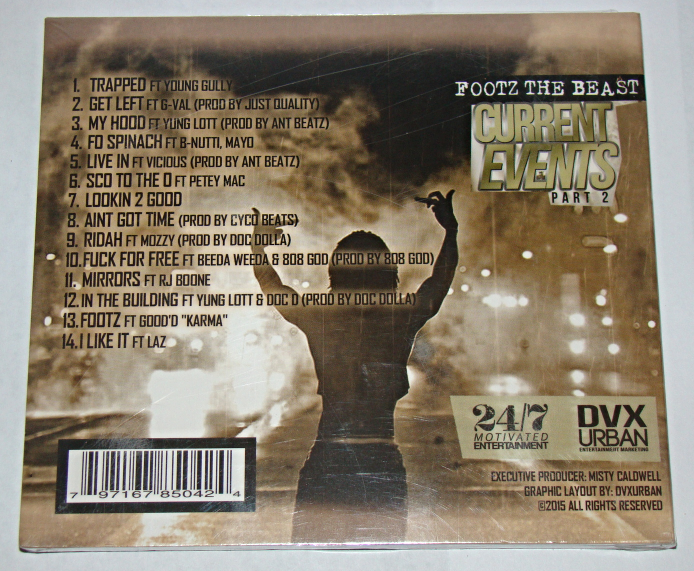 1. TRAPPED FT YOUNG GULLY
2. GET LEFT FT G-VAL (PROD BY JUST QUALITY)
3. MY HOOD FT YUNG LOTT (PROD BY ANT BEATZ)
4. FO SPINACH FT B-NUTTI, MAYO
5. LIVE IN FT VICIOUS (PROD BY ANT BEATZ)
6. SCO TO THE O FT PETEY MAC
7. LOOKIN 2 GOOD
8. AINT GOT TIME (PROD BY CYCO BEATS)
9. RIDAH FT MOZZY (PROD BY DOC DOLLA)
10. FUCK FOR FREE FT BEEDA WEEDA & 808 GOD (PROD BY 808 GOD)
11. MIRRORS FT RJ BOONE
12. IN THE BUILDING FT YUNG LOTT & DOC D (PROD BY DOC DOLLA)
13. FOOTZ FT GOOD'D "KARMA"
14. I LIKE IT FT LAZ
FOOTZ THE BEAST
CURRENT
EVENTS
PART 2
24/7
MOTIVATED
ENTERTAINMENT
DVX
URBAN
ENTERTAINMENT MARKETING
EXECUTIVE PRODUCER: MISTY CALDWELL
GRAPHIC LAYOUT BY: DVXURBAN
©2015 ALL RIGHTS RESERVED
7 97167 85042 4